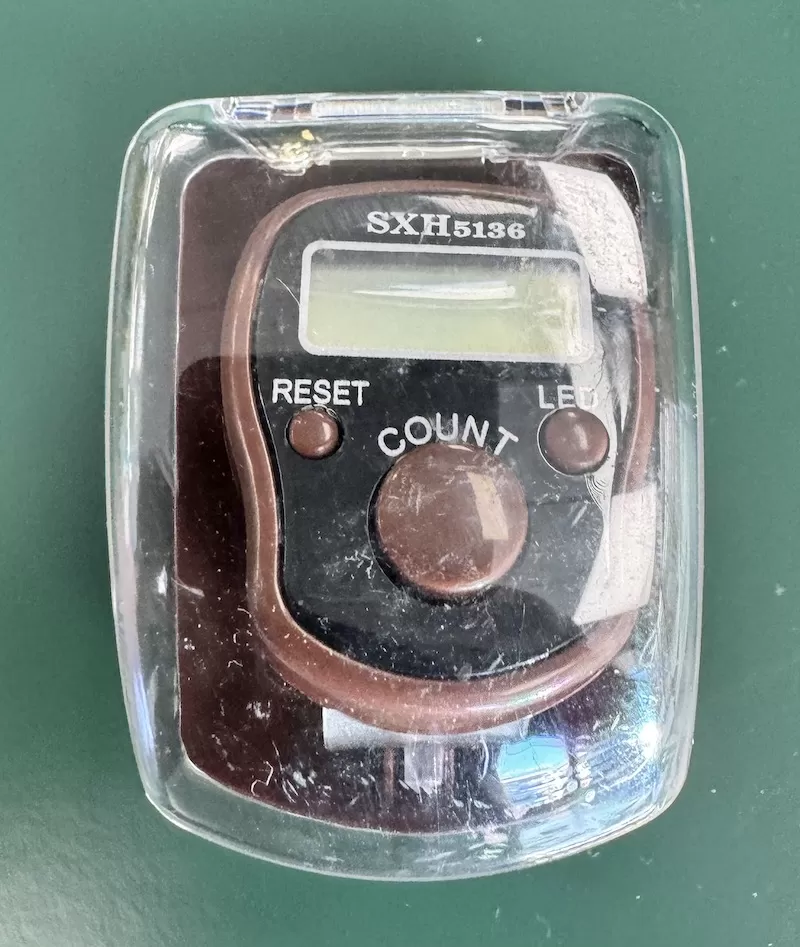 SXH5136
RESET
LED
COUNT